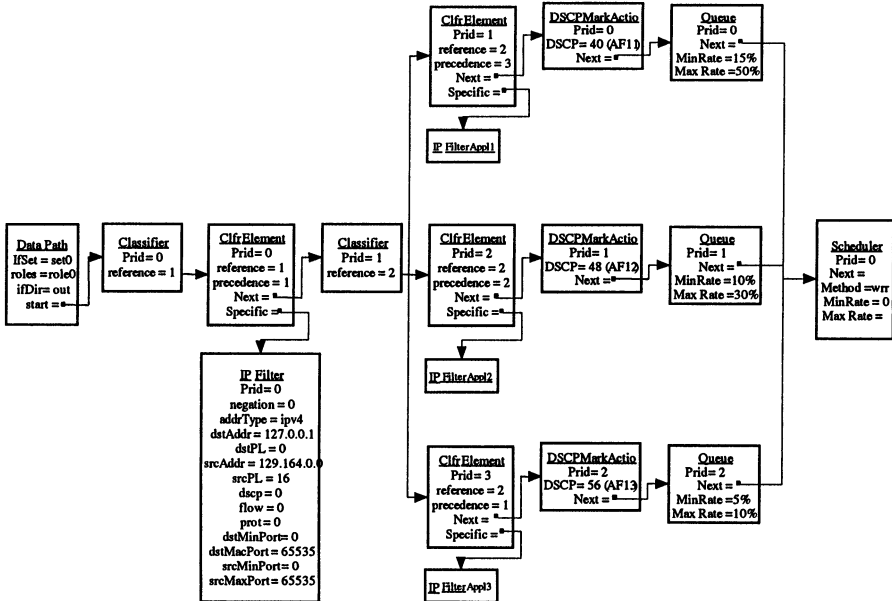 ClfrElement
Prid= 1
reference = 2
precedence = 3
Next =
Specific =
DSCPMarkActio
Prid= 0
DSCP= 40 (AF11)
Next =
Queue
Prid= 0
Next =
MinRate =15%
Max Rate =50%
IP FilterAppl1
Data Path
IfSet = set0
roles =role0
ifDir= out
start =
Classifier
Prid= 0
reference = 1
ClfrElement
Prid= 0
reference = 1
precedence = 1
Next =
Specific =
Classifier
Prid= 1
reference = 2
ClfrElement
Prid= 2
reference = 2
precedence = 2
Next =
Specific =
DSCPMarkActio
Prid= 1
DSCP= 48 (AF12)
Next =
Queue
Prid= 1
Next =
MinRate = 10%
Max Rate =30%
Scheduler
Prid= 0
Next =
Method =wrr
MinRate = 0
Max Rate =
IP FilterAppl2
IP Filter
Prid= 0
negation = 0
addrType = ipv4
dstAddr = 127.0.0.1
dstPL = 0
srcAddr = 129.164.0.0
srcPL = 16
dscp = 0
flow = 0
prot = 0
dstMinPort= 0
dstMacPort= 65535
srcMinPort = 0
srcMaxPort= 65535
ClfrElement
Prid= 3
reference = 2
precedence = 1
Next =
Specific =
DSCPMarkActio
Prid= 2
DSCP= 56 (AF13)
Next =
Queue
Prid= 2
Next =
MinRate = 5%
Max Rate =10%
IP FilterAppl3